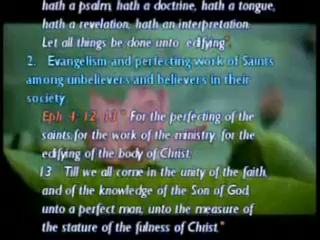 hath a psalm, hath a doctrine, hath a tongue,
hath a revelation, hath an interpretation.
Let all things be done unto edifying".
2. Evangelism and perfecting work of Saints
among unbelievers and believers in their
society.
Eph 4: 12, 13 " For the perfecting of the
saints, for the work of the ministry, for the
edifying of the body of Christ:
13 Till we all come in the unity of the faith,
and of the knowledge of the Son of God,
unto a perfect man, unto the measure of
the stature of the fulness of Christ."